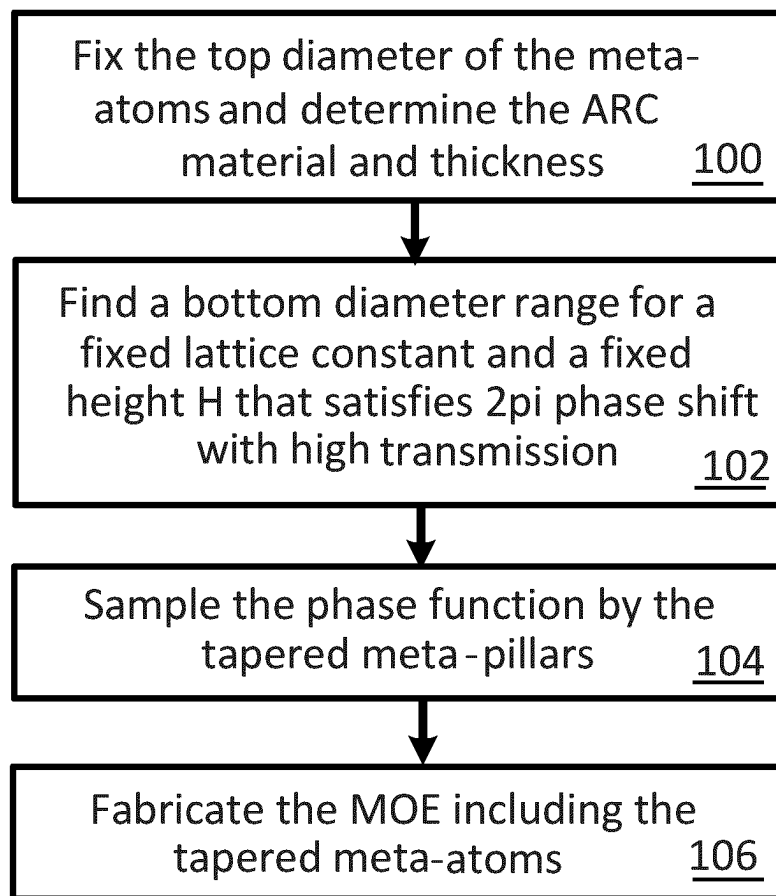 Fix the top diameter of the meta-
atoms and determine the ARC
material and thickness 100
Find a bottom diameter range for a
fixed lattice constant and a fixed
height H that satisfies 2pi phase shift
with high transmission 102
Sample the phase function by the
tapered meta-pillars 104
Fabricate the MOE including the
tapered meta-atoms 106